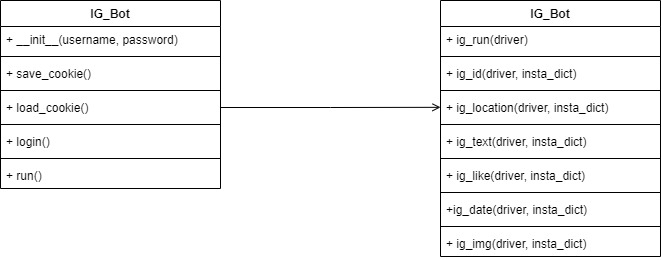 IG_Bot
+ __init__(username, password)
+ save_cookie()
+ load_cookie()
+ login()
+ run()
IG_Bot
+ ig_run(driver)
+ ig_id(driver, insta_dict)
+ ig_location(driver, insta_dict)
+ ig_text(driver, insta_dict)
+ ig_like(driver, insta_dict)
+ig_date(driver, insta_dict)
+ ig_img(driver, insta_dict)